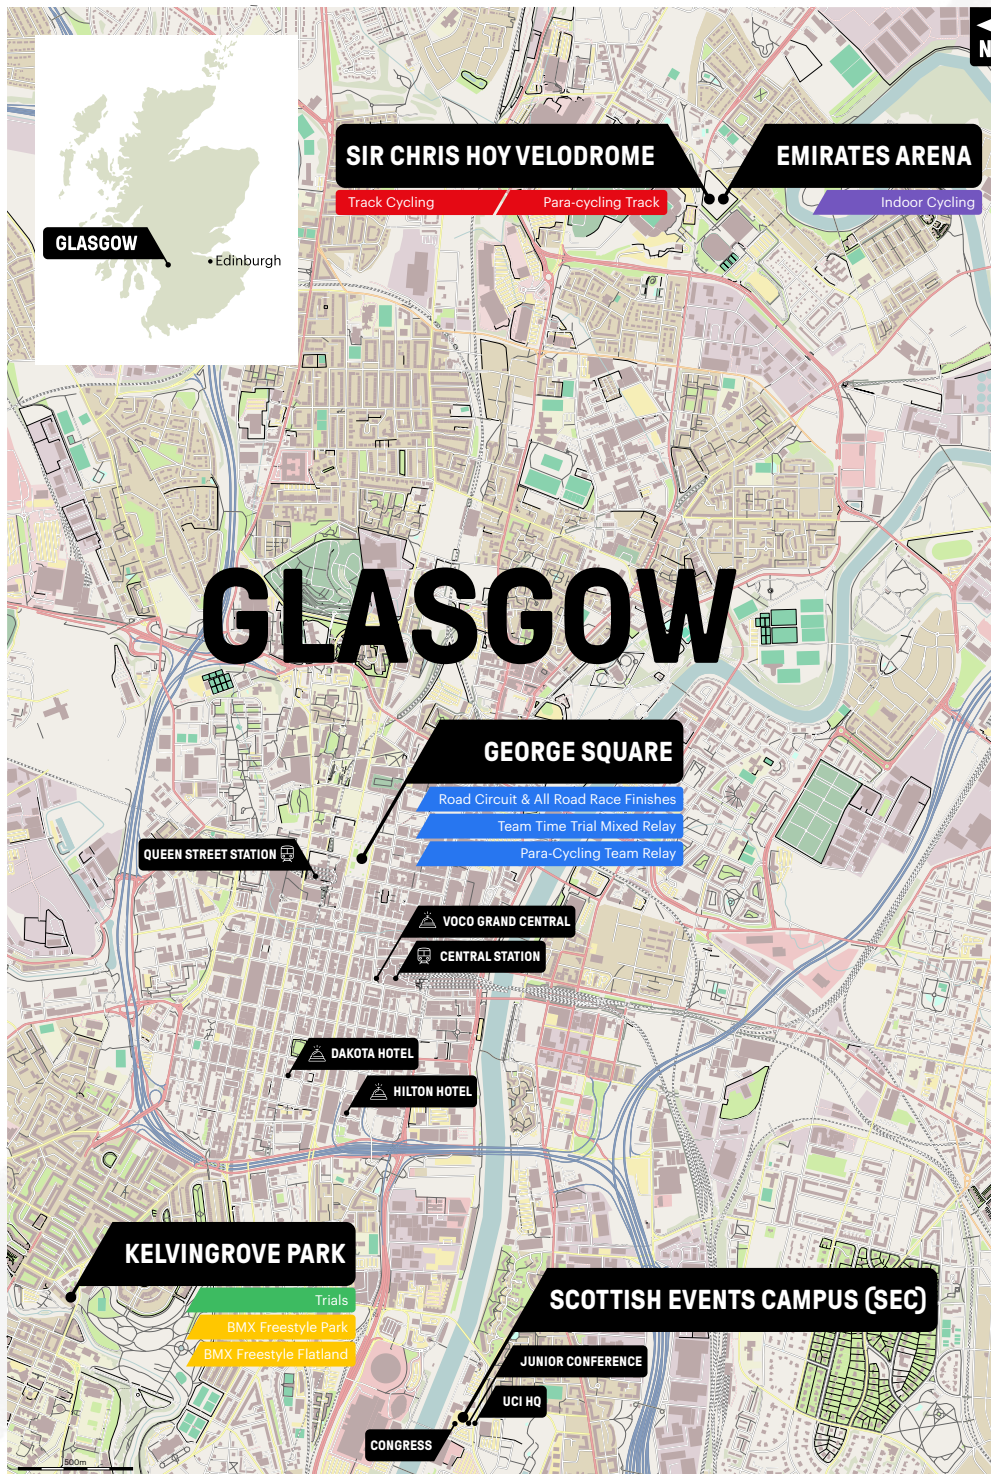 N
SIR CHRIS HOY VELODROME
EMIRATES ARENA
Track Cycling
Para-cycling Track
Indoor Cycling
GLASGOW
Edinburgh
GLASGOW
GEORGE SQUARE
Road Circuit & All Road Race Finishes
Team Time Trial Mixed Relay
Para-Cycling Team Relay
QUEEN STREET STATION
VOCO GRAND CENTRAL
CENTRAL STATION
DAKOTA HOTEL
HILTON HOTEL
KELVINGROVE PARK
Trials
BMX Freestyle Park
BMX Freestyle Flatland
SCOTTISH EVENTS CAMPUS (SEC)
JUNIOR CONFERENCE
UCI HQ
CONGRESS
500m